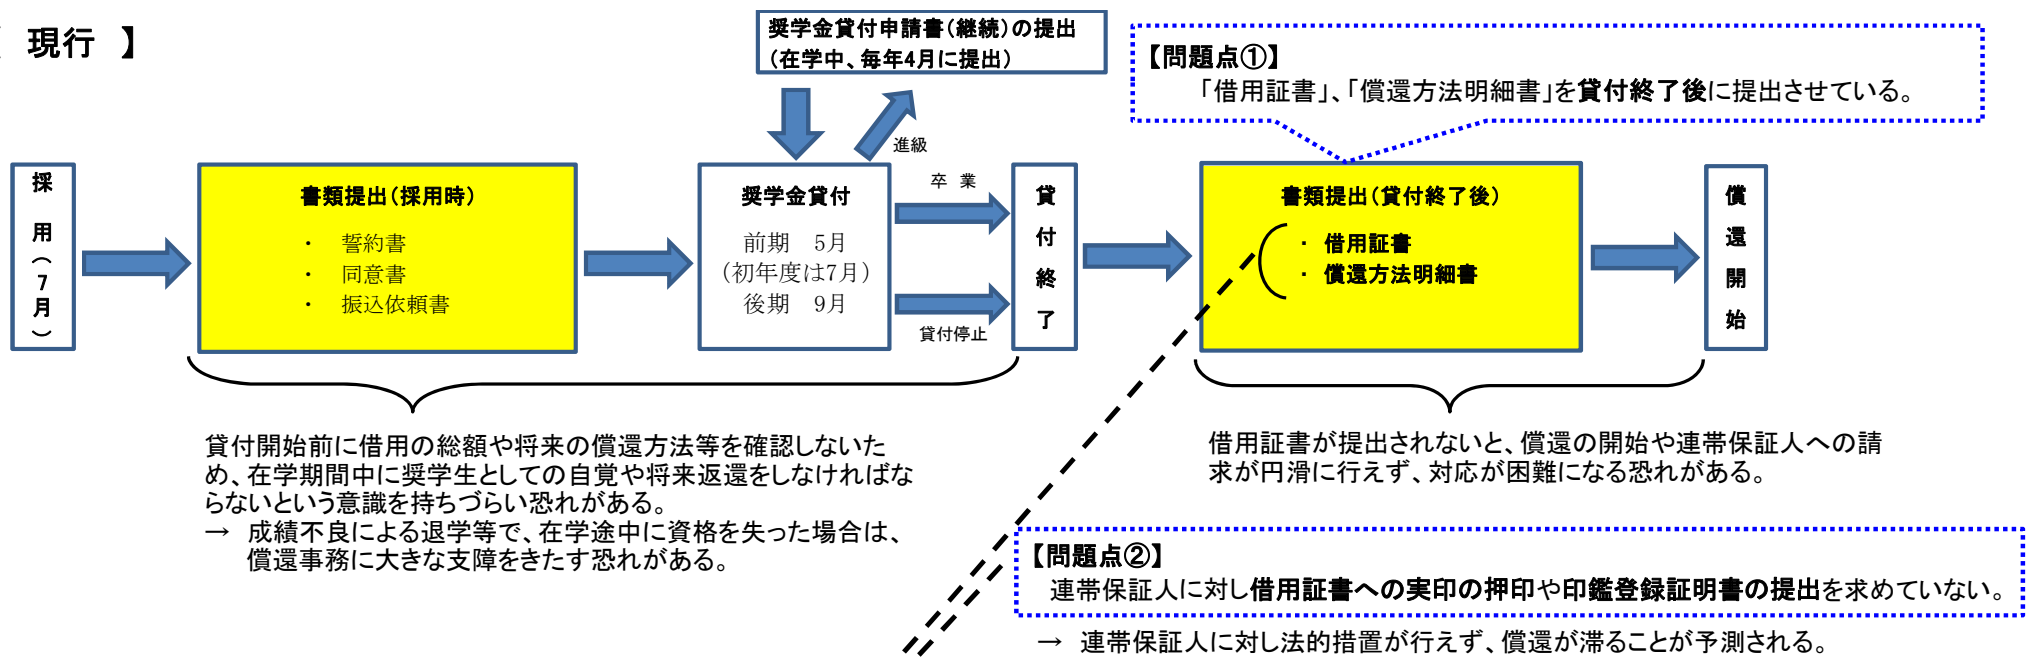 【 現行 】
奨学金貸付申請書(継続)の提出
(在学中、毎年4月に提出)
【問題点①】
「借用証書」、「償還方法明細書」を貸付終了後に提出させている。
進級
採用(7月)
書類提出(採用時)
・ 誓約書
・ 同意書
・ 振込依頼書
奨学金貸付
前期 5月
(初年度は7月)
後期 9月
卒 業
貸付停止
貸付終了
書類提出(貸付終了後)
・ 借用証書
・ 償還方法明細書
償還開始
貸付開始前に借用の総額や将来の償還方法等を確認しないた
め、在学期間中に奨学生としての自覚や将来返還をしなければな
らないという意識を持ちづらい恐れがある。
→ 成績不良による退学等で、在学途中に資格を失った場合は、
償還事務に大きな支障をきたす恐れがある。
借用証書が提出されないと、償還の開始や連帯保証人への請
求が円滑に行えず、対応が困難になる恐れがある。
【問題点②】
連帯保証人に対し借用証書への実印の押印や印鑑登録証明書の提出を求めていない。
→ 連帯保証人に対し法的措置が行えず、償還が滞ることが予測される。